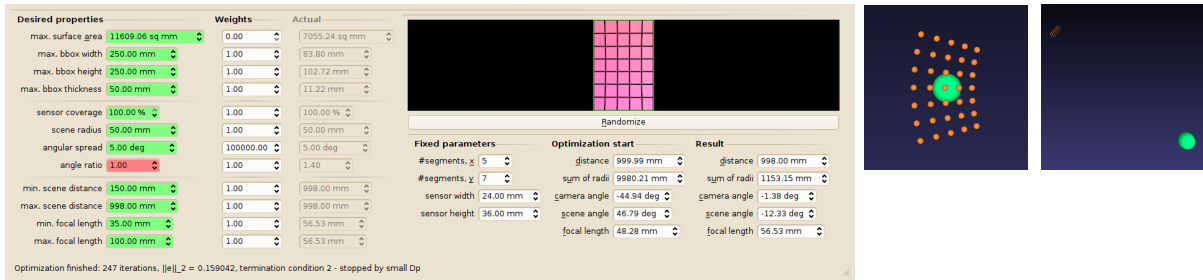 Desired properties Weights Actual
max. surface area 11609.06 sq mm 0.00 7055.24 sq mm
max. bbox width 250.00 mm 1.00 83.80 mm
max. bbox height 250.00 mm 1.00 102.72 mm
max. bbox thickness 50.00 mm 1.00 11.22 mm
sensor coverage 100.00 % 1.00 100.00 %
scene radius 50.00 mm 1.00 50.00 mm
angular spread 5.00 deg 100000.00 5.00 deg
angle ratio 1.00 1.00 1.40
min. scene distance 150.00 mm 1.00 998.00 mm
max. scene distance 998.00 mm 1.00 998.00 mm
min. focal length 35.00 mm 1.00 56.53 mm
max. focal length 100.00 mm 1.00 56.53 mm
Randomize
Fixed parameters Optimization start Result
#segments, x 5 distance 999.99 mm distance 998.00 mm
#segments, y 7 sum of radii 9980.21 mm sum of radii 1153.15 mm
sensor width 24.00 mm camera angle -44.94 deg camera angle -1.38 deg
sensor height 36.00 mm scene angle 46.79 deg scene angle -12.33 deg
focal length 48.28 mm focal length 56.53 mm
Optimization finished: 247 iterations, ||e||_2 = 0.159042, termination condition 2 - stopped by small Dp